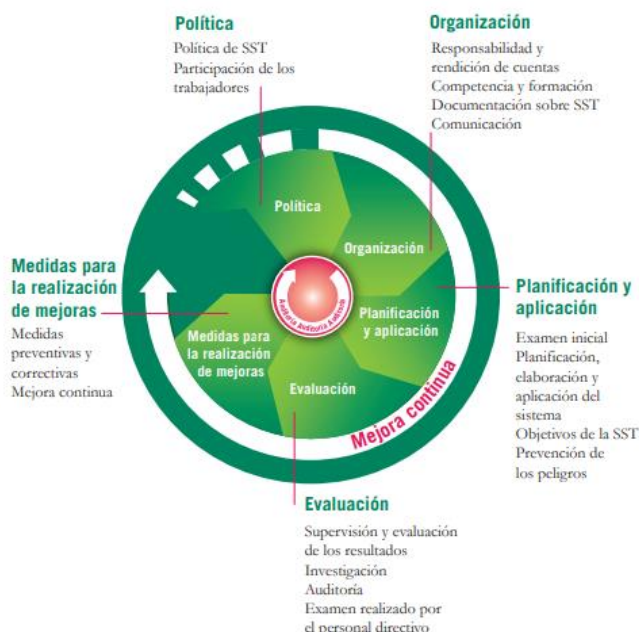 Política
Política de SST
Participación de los
trabajadores
Organización
Responsabilidad y
rendición de cuentas
Competencia y formación
Documentación sobre SST
Comunicación
Política
Organización
Planificación
y aplicación
Evaluación
Medidas para
la realización
de mejoras
Auditoría Auditoría Auditoría
Mejora continua
Medidas para
la realización
de mejoras
Medidas
preventivas y
correctivas
Mejora continua
Planificación y
aplicación
Examen inicial
Planificación,
elaboración y
aplicación del
sistema
Objetivos de la SST
Prevención de
los peligros
Evaluación
Supervisión y evaluación
de los resultados
Investigación
Auditoría
Examen realizado por
el personal directivo